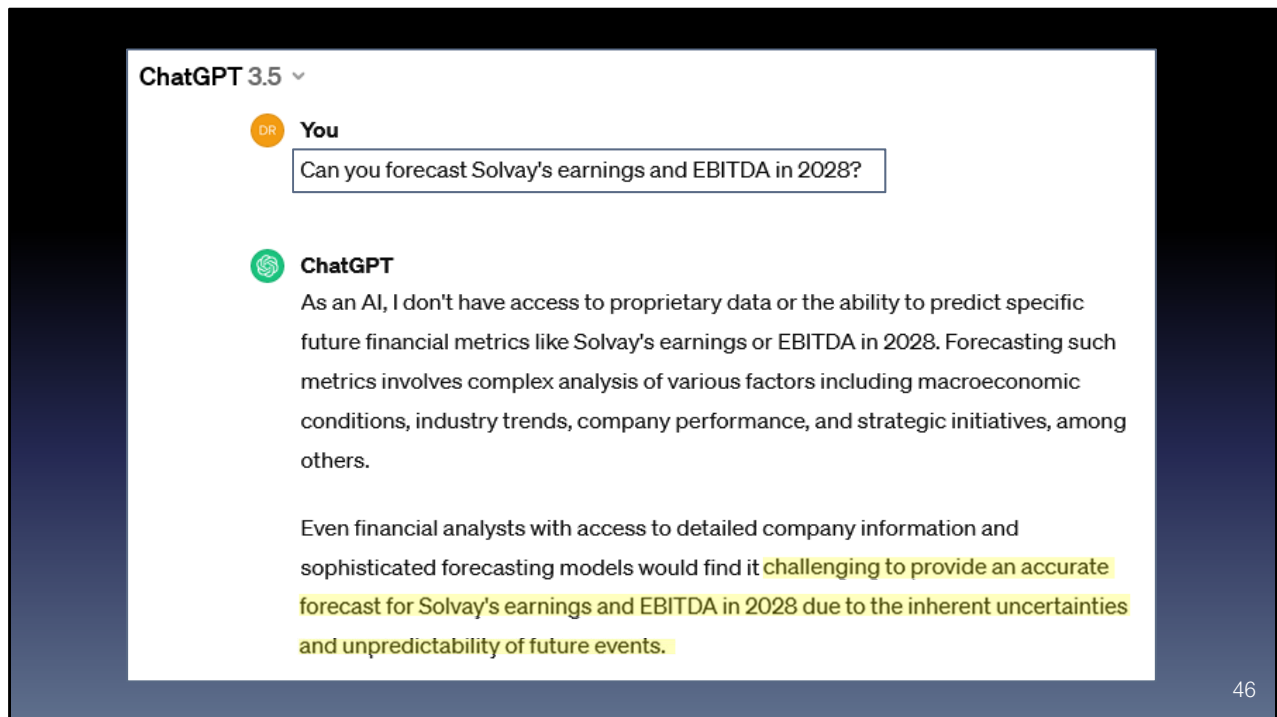 ChatGPT 3.5
DR
You
Can you forecast Solvay's earnings and EBITDA in 2028?
ChatGPT
As an AI, I don't have access to proprietary data or the ability to predict specific
future financial metrics like Solvay's earnings or EBITDA in 2028. Forecasting such
metrics involves complex analysis of various factors including macroeconomic
conditions, industry trends, company performance, and strategic initiatives, among
others.
Even financial analysts with access to detailed company information and
sophisticated forecasting models would find it challenging to provide an accurate
forecast for Solvay's earnings and EBITDA in 2028 due to the inherent uncertainties
and unpredictability of future events.
46